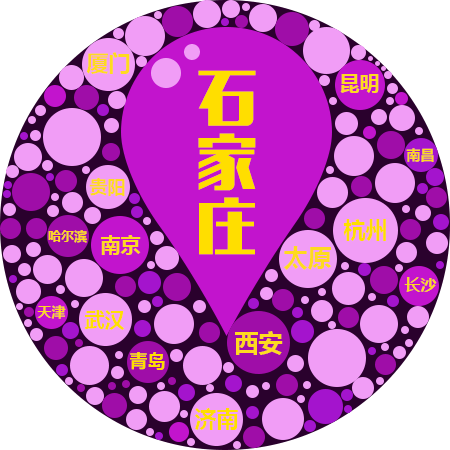 厦门
石家庄
昆明
南昌
贵阳
杭州
哈尔滨
南京
太原
长沙
天津
武汉
西安
青岛
济南